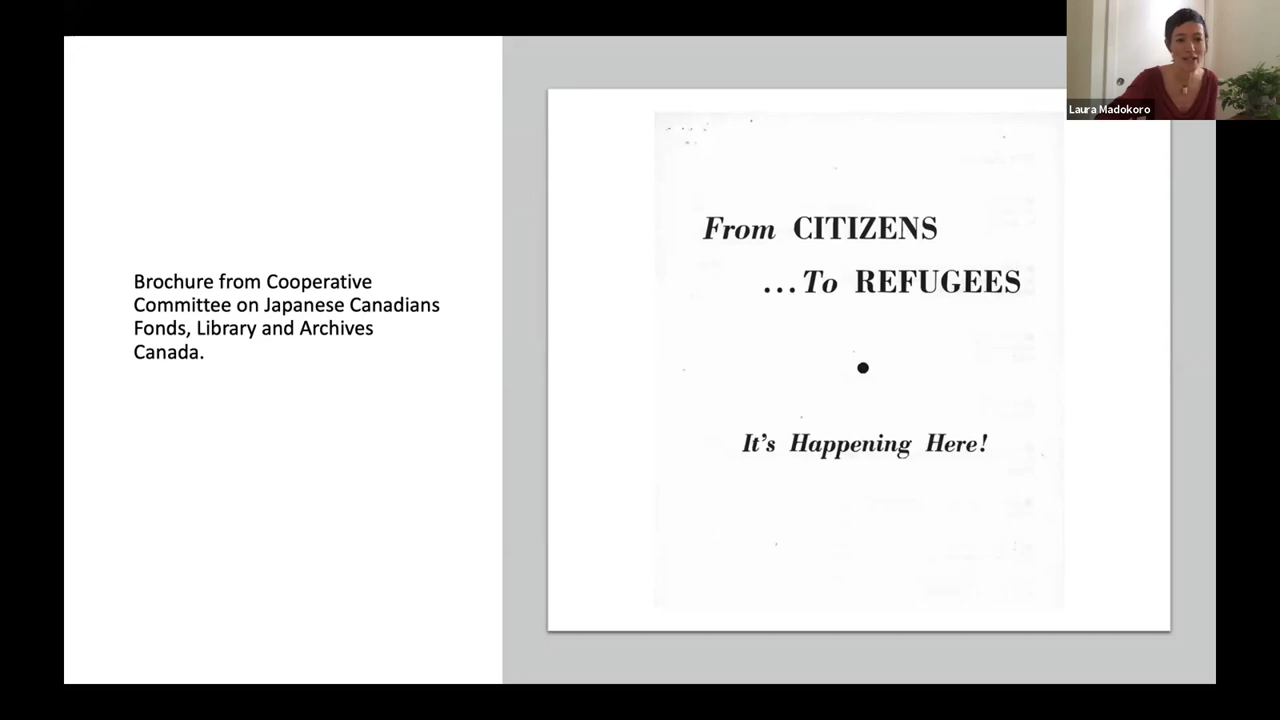 Brochure from Cooperative
Committee on Japanese Canadians
Fonds, Library and Archives
Canada.
From CITIZENS
...To REFUGEES
It's Happening Here!
Laura Madokoro